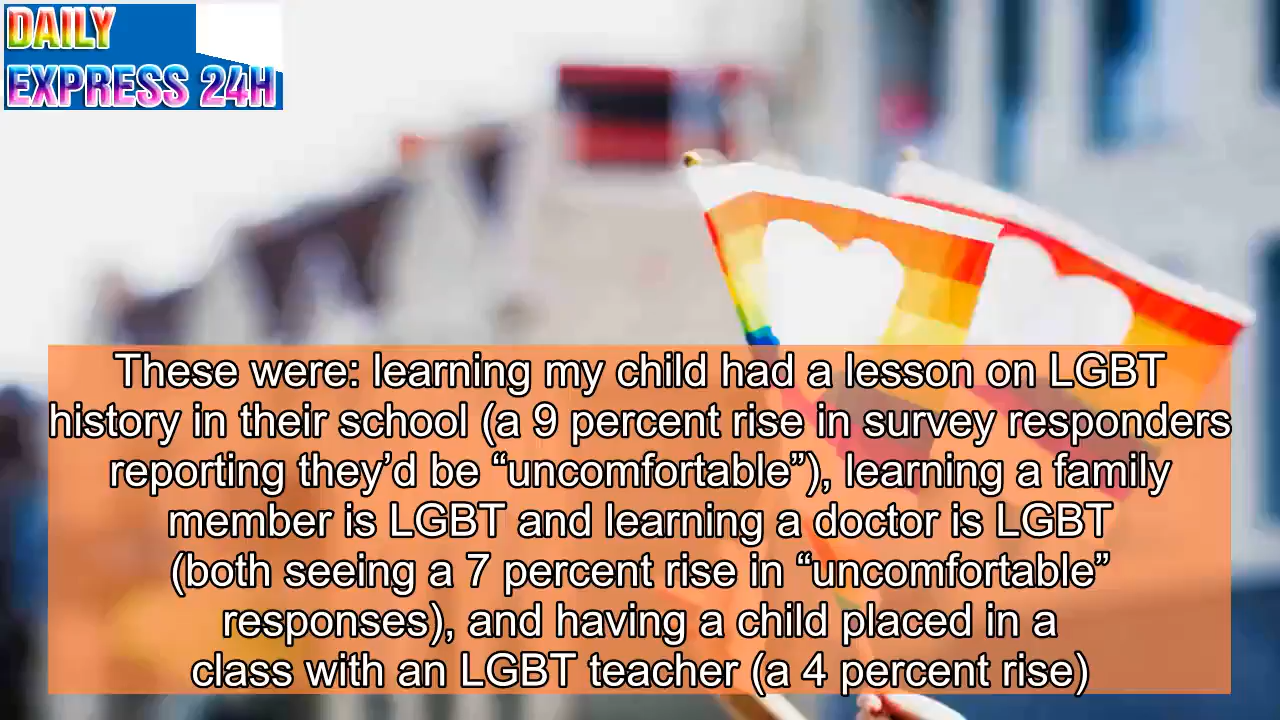 DAILY
EXPRESS 24H
These were: learning my child had a lesson on LGBT
history in their school (a 9 percent rise in survey responders
reporting they’d be “uncomfortable”), learning a family
member is LGBT and learning a doctor is LGBT
(both seeing a 7 percent rise in “uncomfortable”
responses), and having a child placed in a
class with an LGBT teacher (a 4 percent rise)